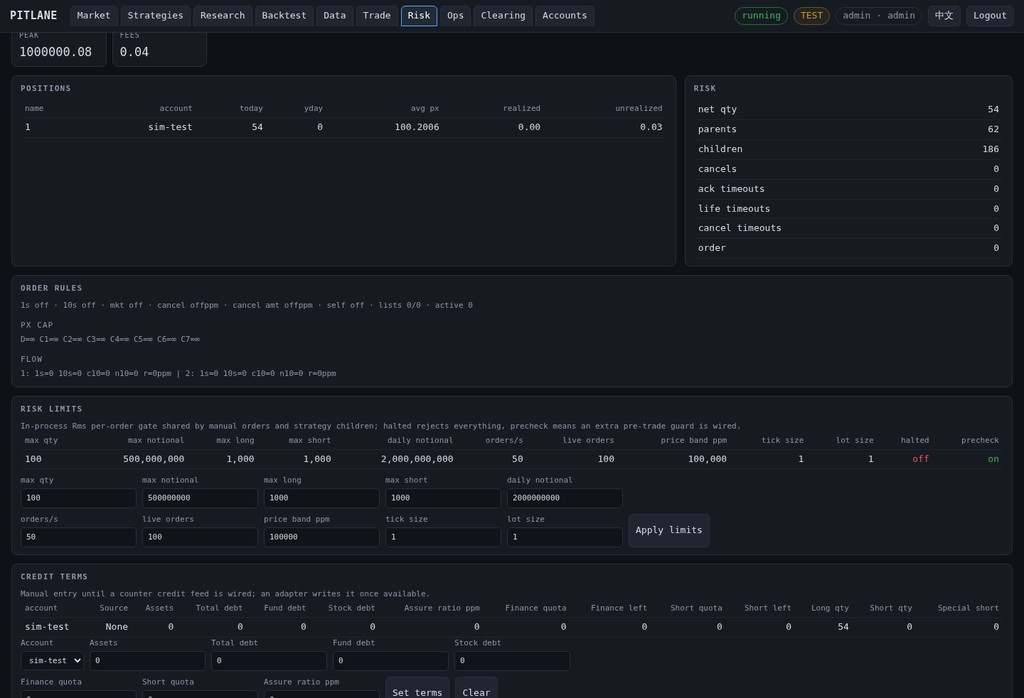 PITLANE Market Strategies Research Backtest Data Trade Risk Ops Clearing Accounts running TEST admin · admin 中文 Logout
PEAK FEES
1000000.08 0.04
POSITIONS
name account today yday avg px realized unrealized
1 sim-test 54 0 100.2006 0.00 0.03
RISK
net qty 54
parents 62
children 186
cancels 0
ack timeouts 0
life timeouts 0
cancel timeouts 0
order 0
ORDER RULES
1s off · 10s off · mkt off · cancel offppm · cancel amt offppm · self off · lists 0/0 · active 0
PX CAP
D=∞ C1=∞ C2=∞ C3=∞ C4=∞ C5=∞ C6=∞ C7=∞
FLOW
1: 1s=0 10s=0 c10=0 n10=0 r=0ppm | 2: 1s=0 10s=0 c10=0 n10=0 r=0ppm
RISK LIMITS
In-process Rms per-order gate shared by manual orders and strategy children; halted rejects everything, precheck means an extra pre-trade guard is wired.
max qty max notional max long max short daily notional orders/s live orders price band ppm tick size lot size halted precheck
100 500,000,000 1,000 1,000 2,000,000,000 50 100 100,000 1 1 off on
max qty max notional max long max short daily notional
100 500000000 1000 1000 2000000000
orders/s live orders price band ppm tick size lot size
50 100 100000 1 1 Apply limits
CREDIT TERMS
Manual entry until a counter credit feed is wired; an adapter writes it once available.
account Source Assets Total debt Fund debt Stock debt Assure ratio ppm Finance quota Finance left Short quota Short left Long qty Short qty Special short
sim-test None 0 0 0 0 0 0 0 0 0 54 0 0
Account Assets Total debt Fund debt Stock debt
sim-test 0 0 0 0
Finance quota Short quota Assure ratio ppm
Set terms Clear